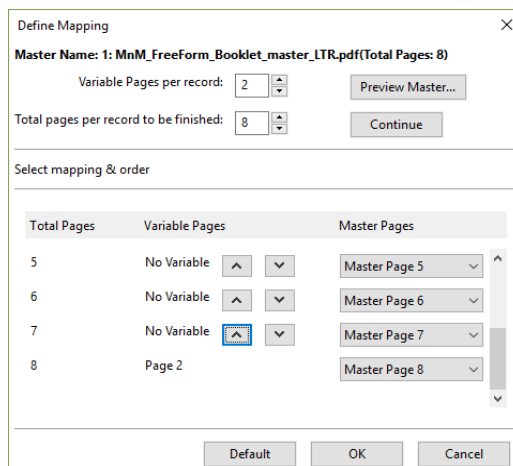 Define Mapping
Master Name: 1: MnM_FreeForm_Booklet_master_LTR.pdf(Total Pages: 8)
Variable Pages per record: 2 Preview Master...
Total pages per record to be finished: 8 Continue
Select mapping & order
Total Pages Variable Pages Master Pages
5 No Variable Master Page 5
6 No Variable Master Page 6
7 No Variable Master Page 7
8 Page 2 Master Page 8
Default OK Cancel